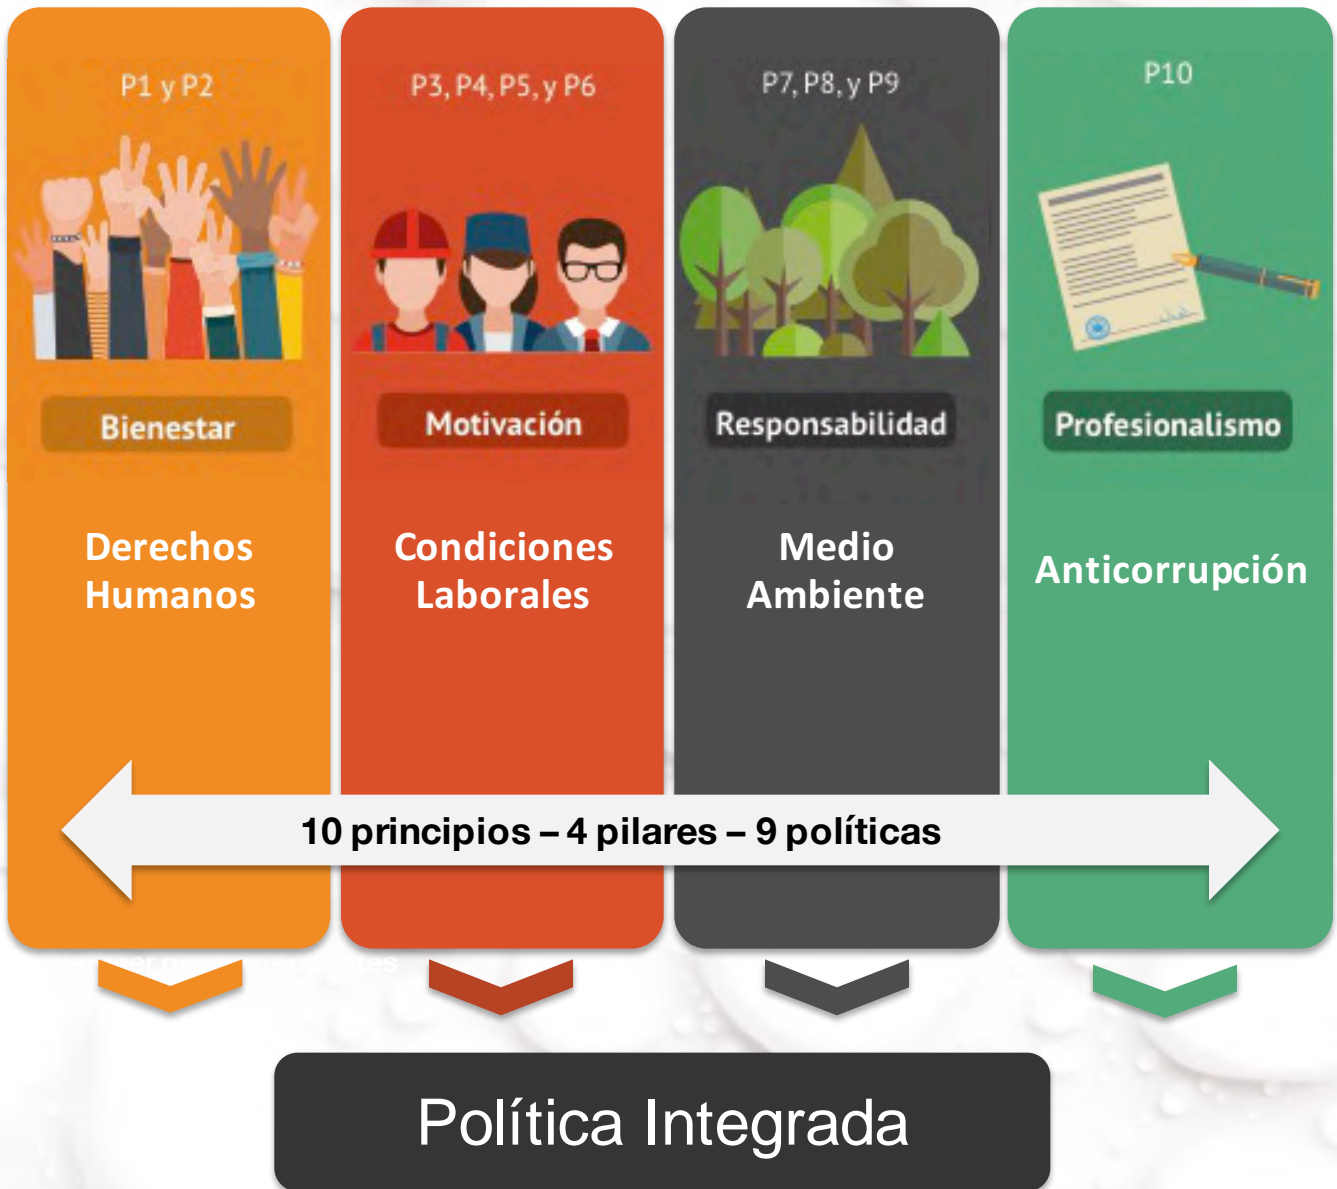 P1 y P2
Bienestar
Derechos
Humanos
P3, P4, P5, y P6
Motivación
Condiciones
Laborales
P7, P8, y P9
Responsabilidad
Medio
Ambiente
P10
Profesionalismo
Anticorrupción
10 principios – 4 pilares – 9 políticas
Política Integrada